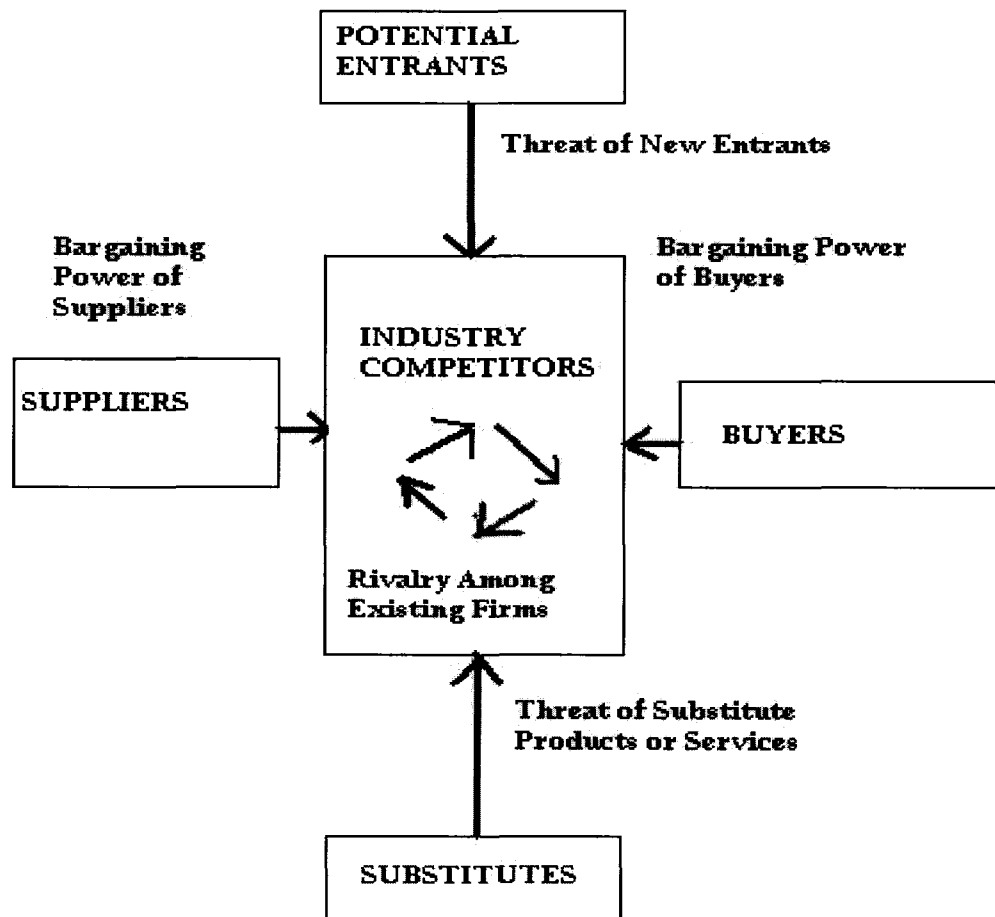 POTENTIAL
ENTRANTS
Threat of New Entrants
Bargaining
Power of
Suppliers
Bargaining Power
of Buyers
INDUSTRY
COMPETITORS
SUPPLIERS
BUYERS
Rivalry Among
Existing Firms
Threat of Substitute
Products or Services
SUBSTITUTES